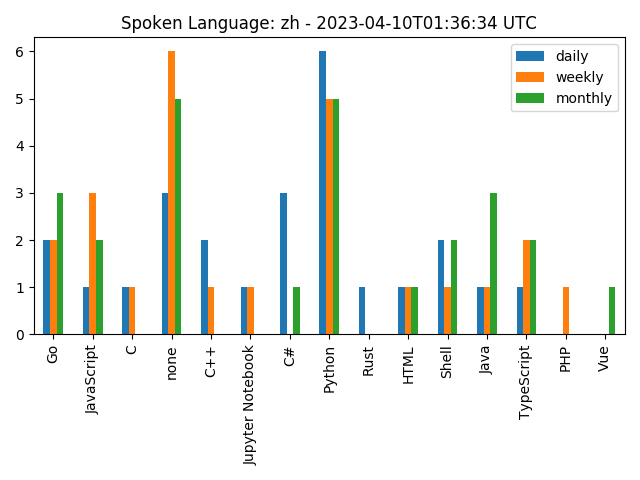 Spoken Language: zh - 2023-04-10T01:36:34 UTC
daily
weekly
monthly
6
5
4
3
2
1
0
Go
JavaScript
C
none
C++
Jupyter Notebook
C#
Python
Rust
HTML
Shell
Java
TypeScript
PHP
Vue